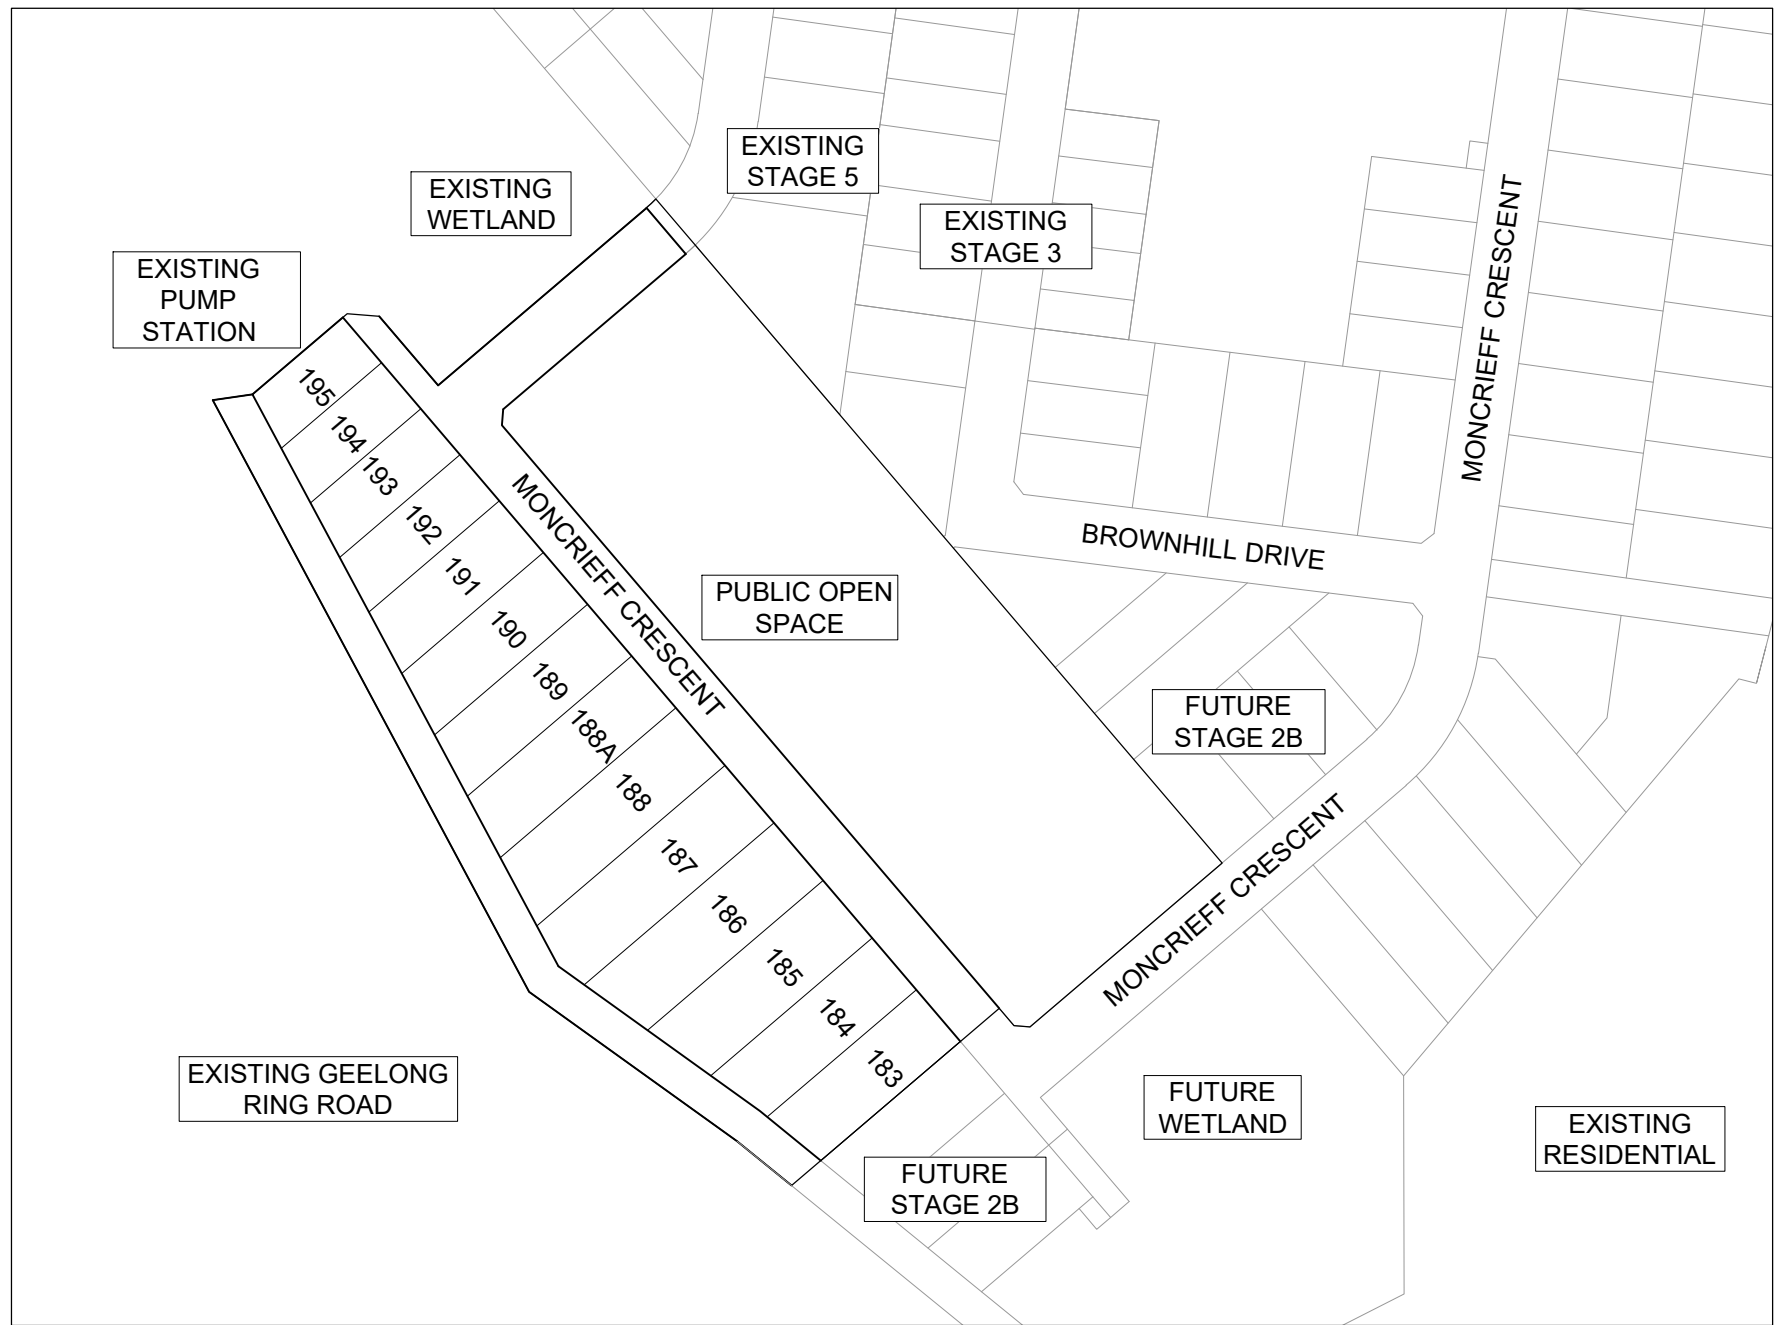 EXISTING
STAGE 5
EXISTING
WETLAND
EXISTING
STAGE 3
EXISTING
PUMP
STATION
MONCRIEFF CRESCENT
195
194
193
192
191
190
189
188A
188
187
186
185
184
183
MONCRIEFF CRESCENT
BROWNHILL DRIVE
PUBLIC OPEN
SPACE
FUTURE
STAGE 2B
MONCRIEFF CRESCENT
EXISTING GEELONG
RING ROAD
FUTURE
WETLAND
EXISTING
RESIDENTIAL
FUTURE
STAGE 2B